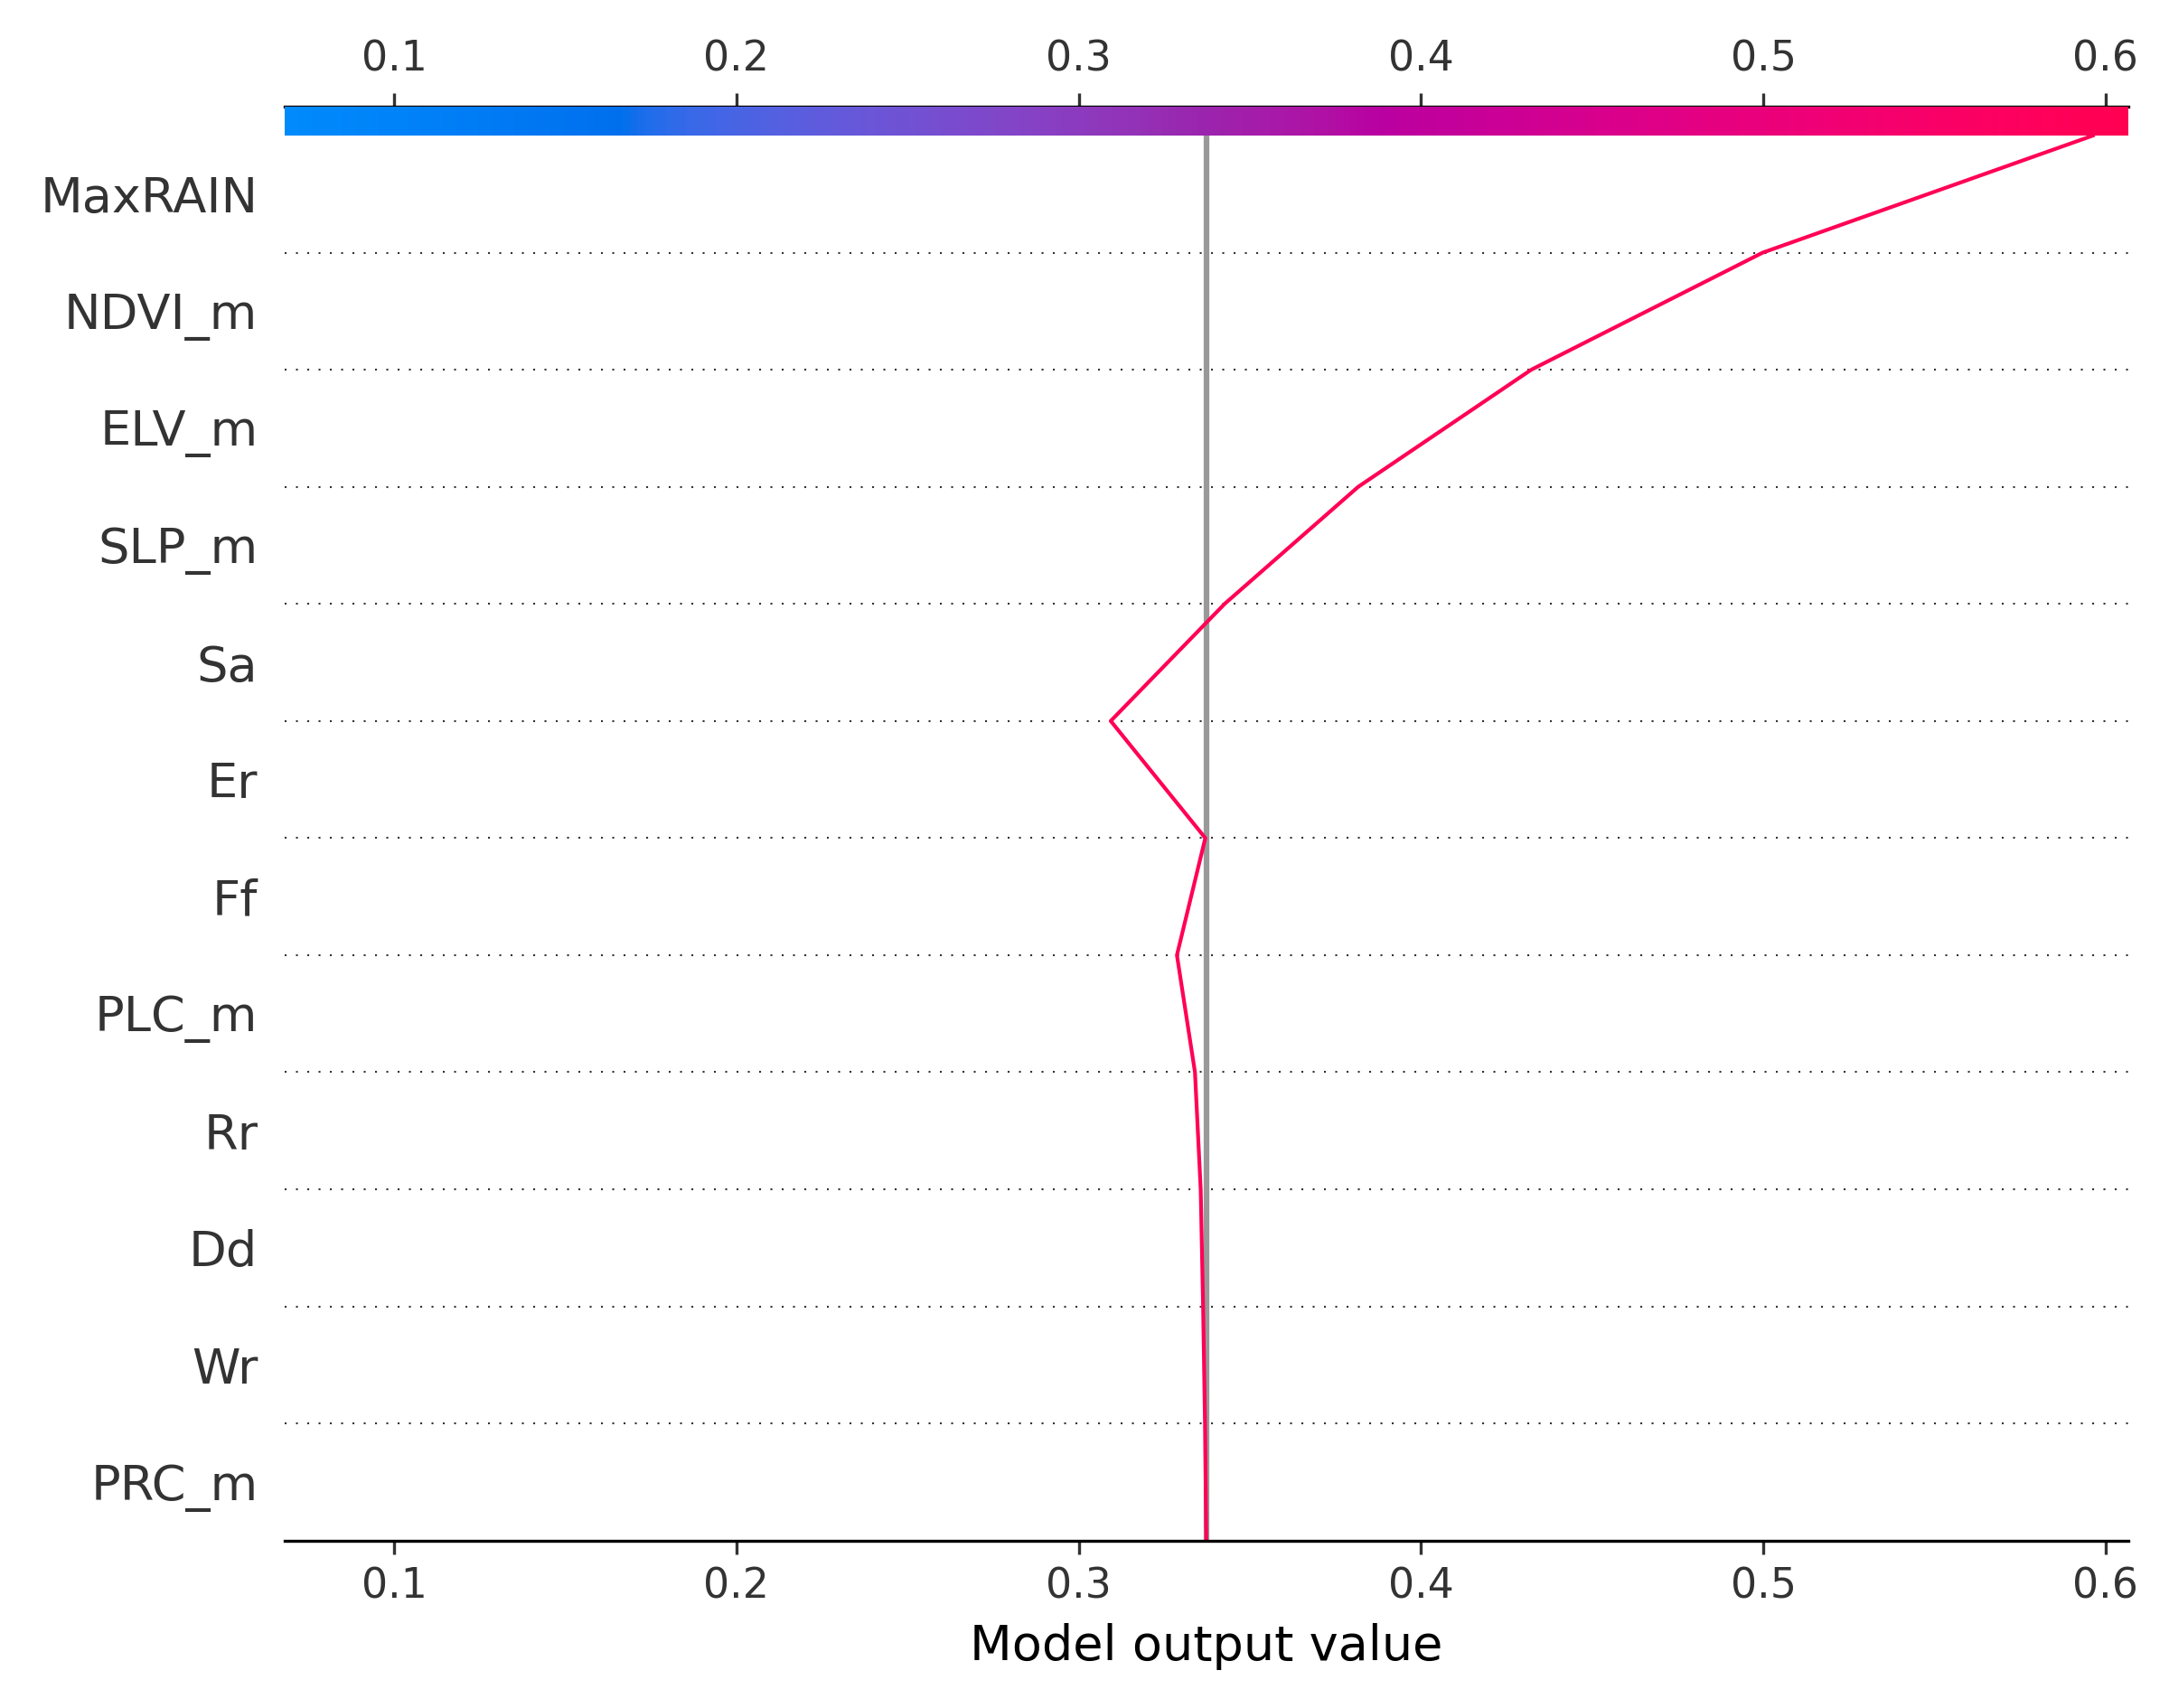 0.1 0.2 0.3 0.4 0.5 0.6
MaxRAIN
NDVI_m
ELV_m
SLP_m
Sa
Er
Ff
PLC_m
Rr
Dd
Wr
PRC_m
0.1 0.2 0.3 0.4 0.5 0.6
Model output value